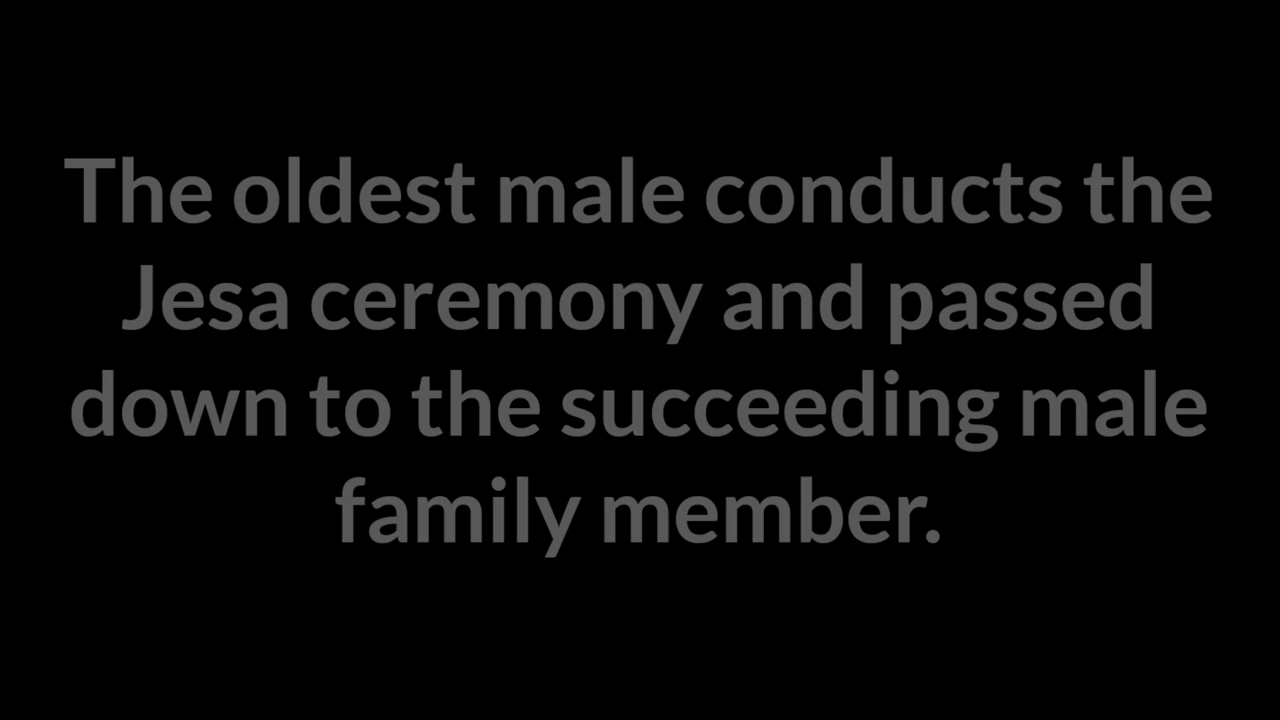 The oldest male conducts the
Jesa ceremony and passed
down to the succeeding male
family member.